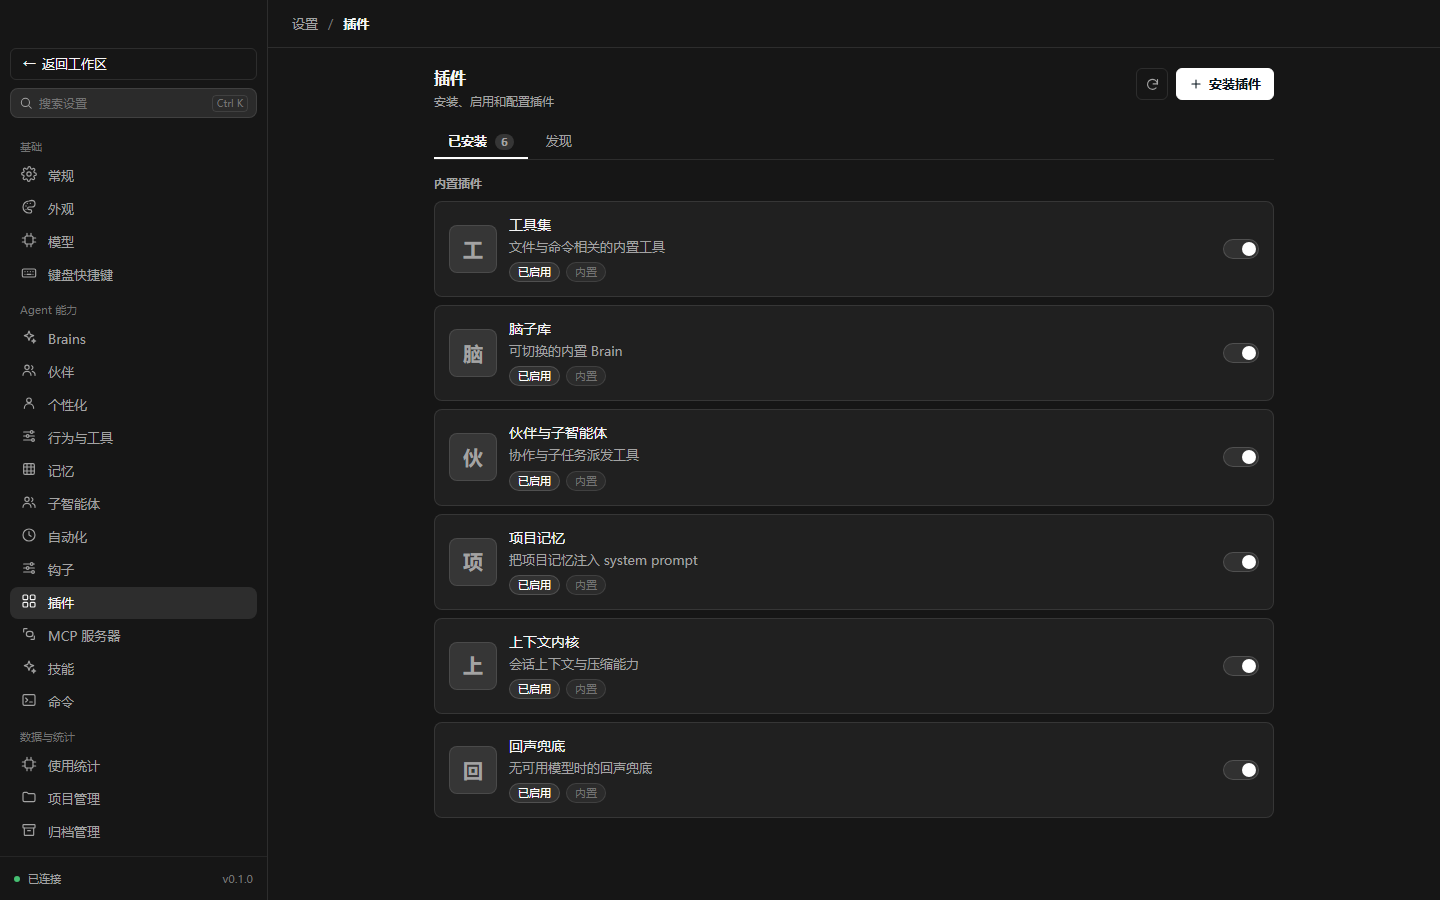 设置 / 插件
← 返回工作区
搜索设置 Ctrl K
基础
常规
外观
模型
键盘快捷键
Agent 能力
Brains
伙伴
个性化
行为与工具
记忆
子智能体
自动化
钩子
插件
MCP 服务器
技能
命令
数据与统计
使用统计
项目管理
归档管理
已连接 v0.1.0
插件
安装、启用和配置插件
+ 安装插件
已安装 6 发现
内置插件
工
工具集
文件与命令相关的内置工具
已启用 内置
脑
脑子库
可切换的内置 Brain
已启用 内置
伙
伙伴与子智能体
协作与子任务派发工具
已启用 内置
项
项目记忆
把项目记忆注入 system prompt
已启用 内置
上
上下文内核
会话上下文与压缩能力
已启用 内置
回
回声兜底
无可用模型时的回声兜底
已启用 内置